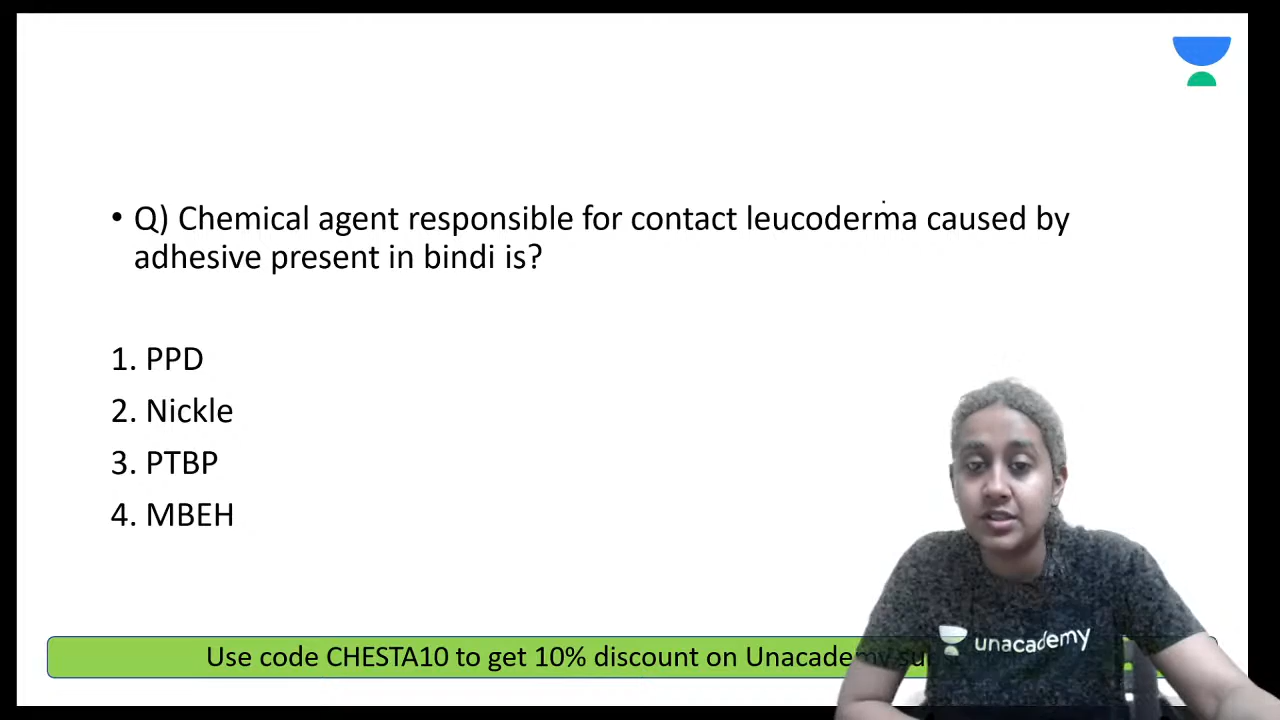 • Q) Chemical agent responsible for contact leucoderma caused by
adhesive present in bindi is?
1. PPD
2. Nickle
3. PTBP
4. MBEH
Use code CHESTA10 to get 10% discount on Unacademy
unacademy